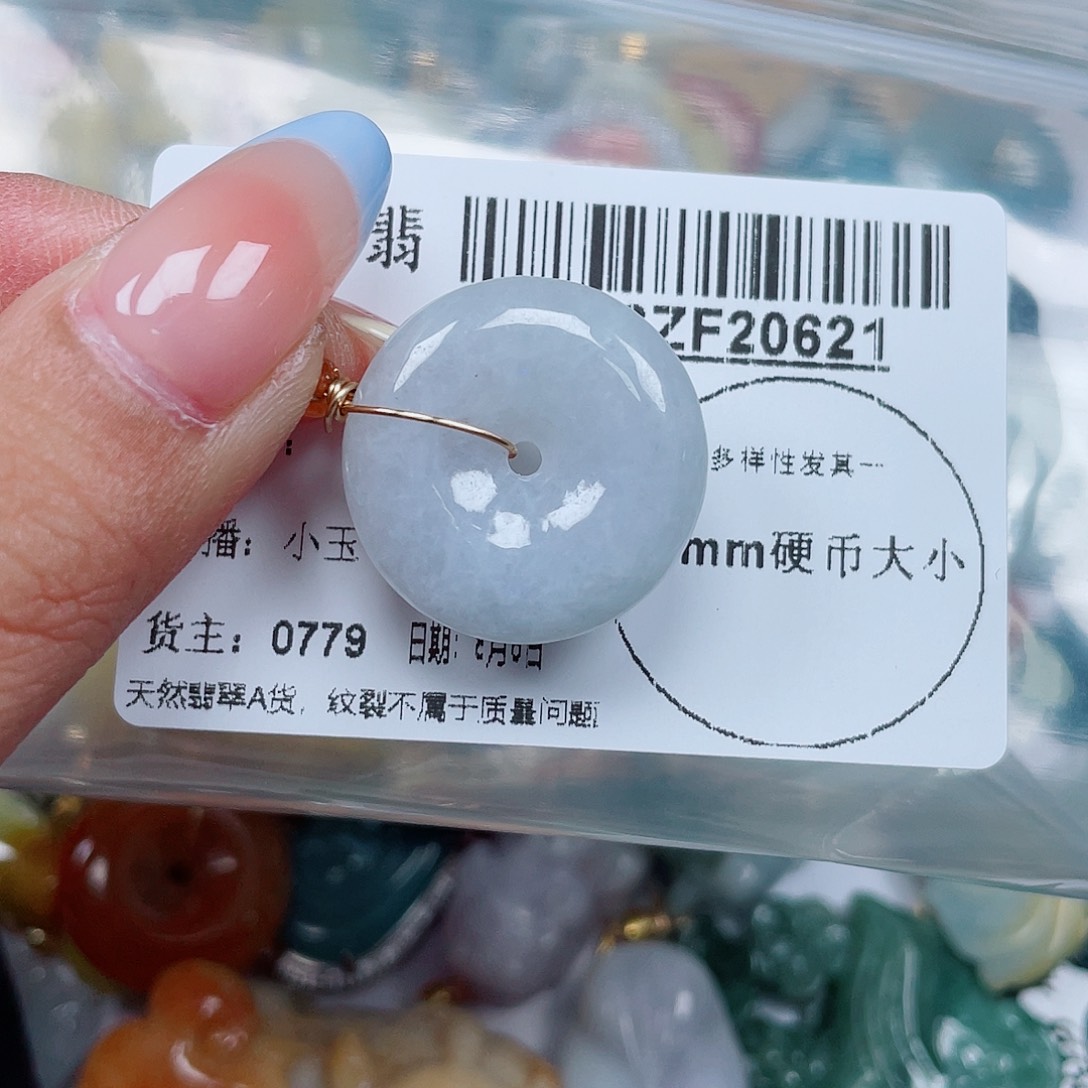 翡
ZF20621
多样性发其一
mm硬币大小
播：小玉
货主：0779 日期：
天然翡翠A货，纹裂不属于质量问题